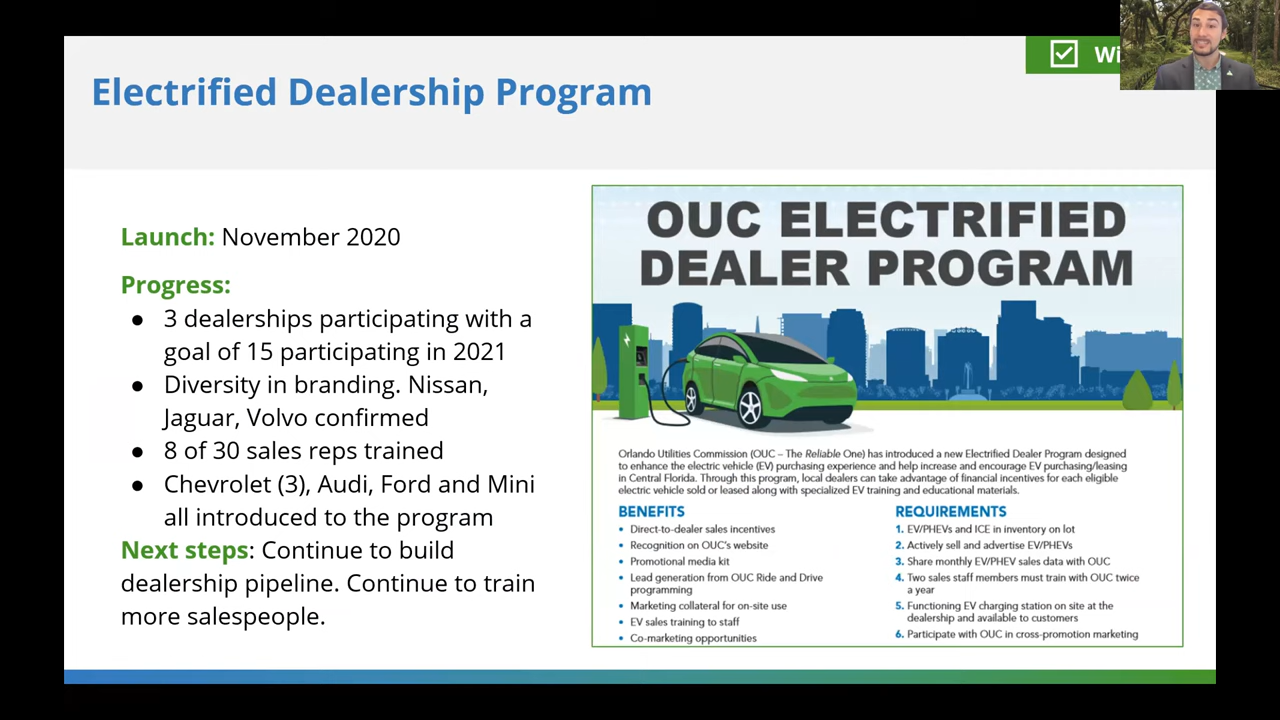 Electrified Dealership Program
Launch: November 2020
Progress:
● 3 dealerships participating with a
goal of 15 participating in 2021
● Diversity in branding. Nissan,
Jaguar, Volvo confirmed
● 8 of 30 sales reps trained
● Chevrolet (3), Audi, Ford and Mini
all introduced to the program
Next steps: Continue to build
dealership pipeline. Continue to train
more salespeople.
OUC ELECTRIFIED
DEALER PROGRAM
Orlando Utilities Commission (OUC – The Reliable One) has introduced a new Electrified Dealer Program designed
to enhance the electric vehicle (EV) purchasing experience and help increase and encourage EV purchasing/leasing
in Central Florida. Through this program, local dealers can take advantage of financial incentives for each eligible
electric vehicle sold or leased along with specialized EV training and educational materials.
BENEFITS
• Direct-to-dealer sales incentives
• Recognition on OUC's website
• Promotional media kit
• Lead generation from OUC Ride and Drive
programming
• Marketing collateral for on-site use
• EV sales training to staff
• Co-marketing opportunities
REQUIREMENTS
1. EV/PHEVs and ICE in inventory on lot
2. Actively sell and advertise EV/PHEVs
3. Share monthly EV/PHEV sales data with OUC
4. Two sales staff members must train with OUC twice
a year
5. Functioning EV charging station on site at the
dealership and available to customers
6. Participate with OUC in cross-promotion marketing